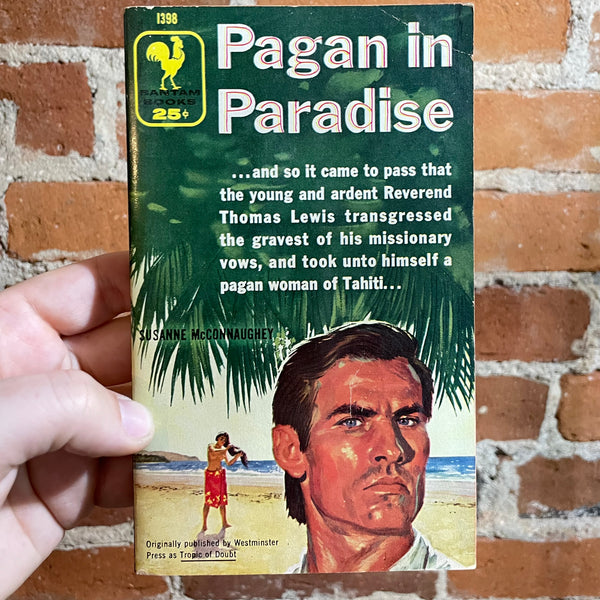 1398
BANTAM
BOOKS
25¢
Pagan in
Paradise
...and so it came to pass that
the young and ardent Reverend
Thomas Lewis transgressed
the gravest of his missionary
vows, and took unto himself a
pagan woman of Tahiti...
SUSANNE McCONNAUGHEY
Originally published by Westminster
Press as Tropic of Doubt